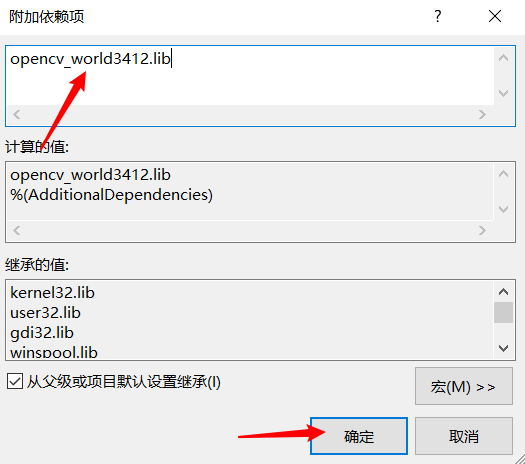 附加依赖项
opencv_world3412.lib
计算的值:
opencv_world3412.lib
%(AdditionalDependencies)
继承的值:
kernel32.lib
user32.lib
gdi32.lib
winspool.lib
从父级或项目默认设置继承(I)
宏(M) >>
确定
取消